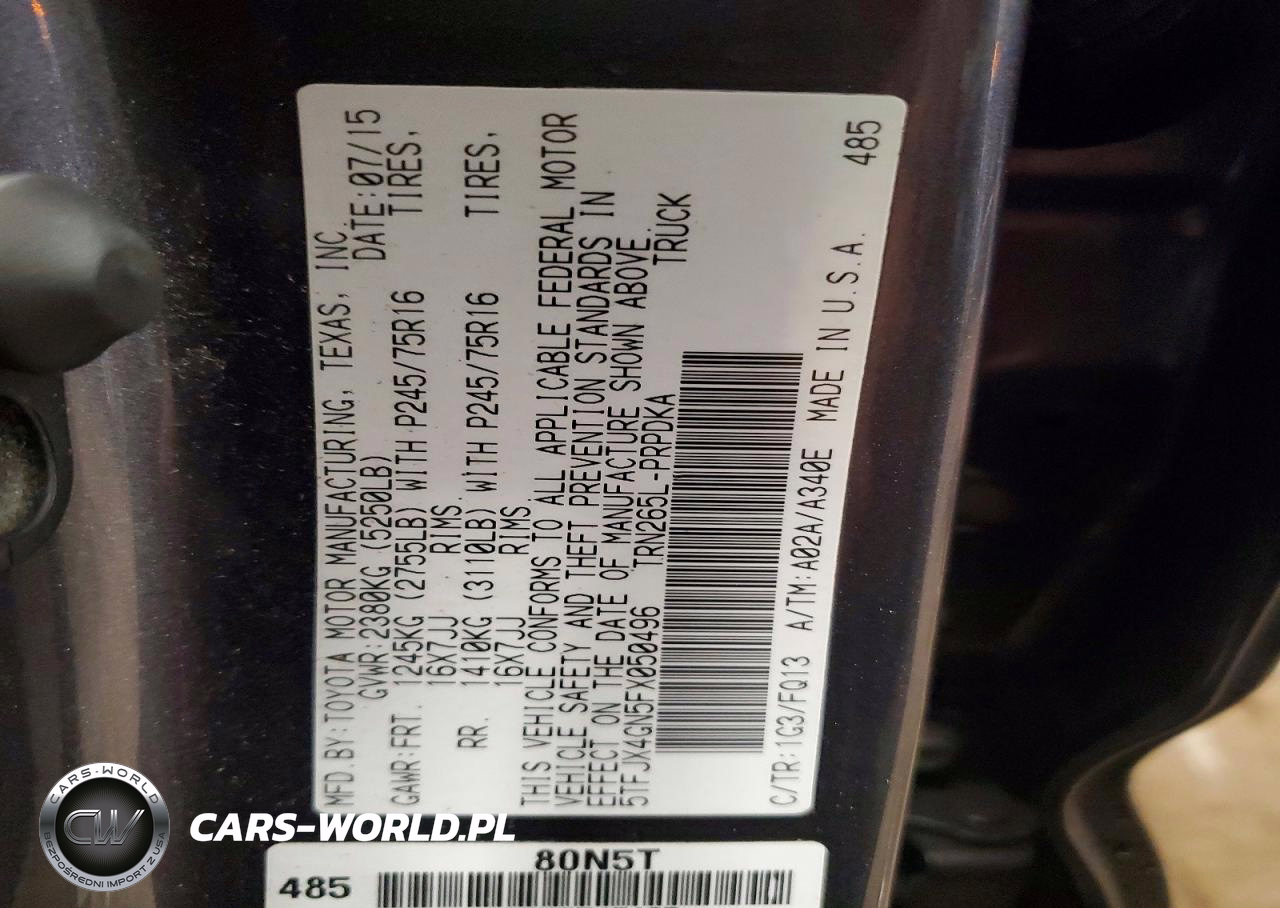 MFD.BY:TOYOTA MOTOR MANUFACTURING, TEXAS, INC.
GVWR:2380KG (5250LB) DATE:07/15
GAWR:FRT. 1245KG (2755LB) WITH P245/75R16 TIRES,
16X7JJ RIMS.
RR. 1410KG (3110LB) WITH P245/75R16 TIRES,
16X7JJ RIMS.
THIS VEHICLE CONFORMS TO ALL APPLICABLE FEDERAL MOTOR
VEHICLE SAFETY AND THEFT PREVENTION STANDARDS IN
EFFECT ON THE DATE OF MANUFACTURE SHOWN ABOVE.
5TFJX4GN5FX050496 TRN265L-PRPDKA TRUCK
C/TR:1G3/FQ13 A/TM:A02A/A340E MADE IN U.S.A. 485
80N5T
485
CARS-WORLD
CW
BEZPOŚREDNI IMPORT Z USA
CARS-WORLD.PL